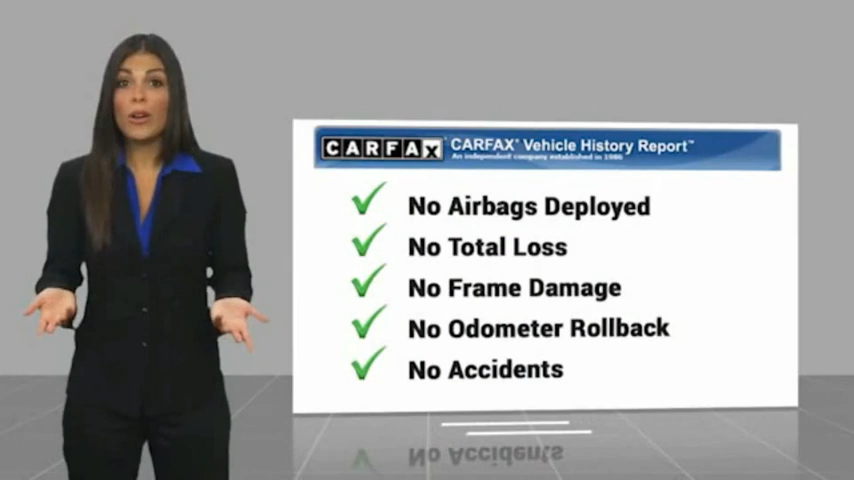 CARFAX CARFAX® Vehicle History Report™
An independent company established in 1986
No Airbags Deployed
No Total Loss
No Frame Damage
No Odometer Rollback
No Accidents
No Accidents